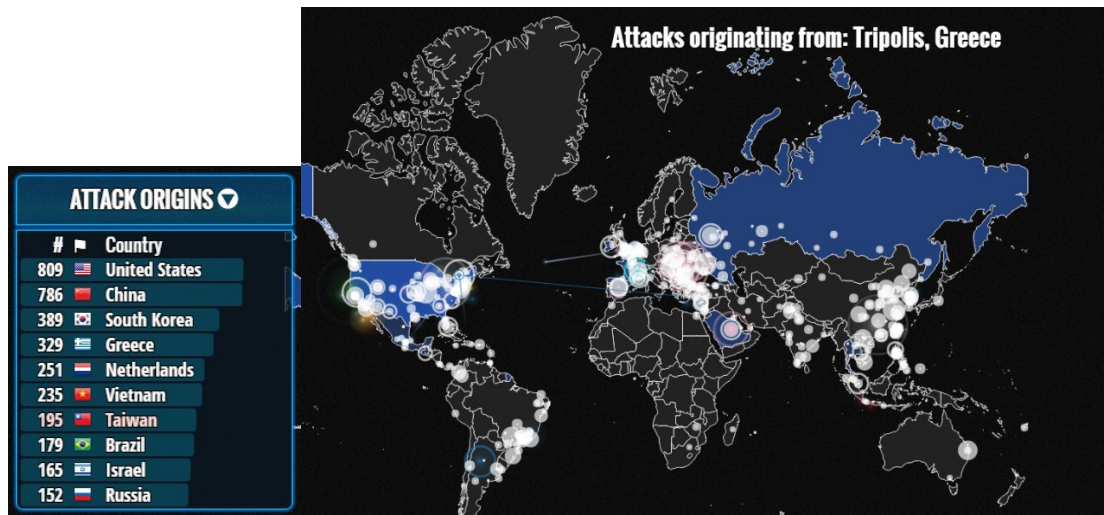 Attacks originating from: Tripolis, Greece
ATTACK ORIGINS
# Country
809 United States
786 China
389 South Korea
329 Greece
251 Netherlands
235 Vietnam
195 Taiwan
179 Brazil
165 Israel
152 Russia